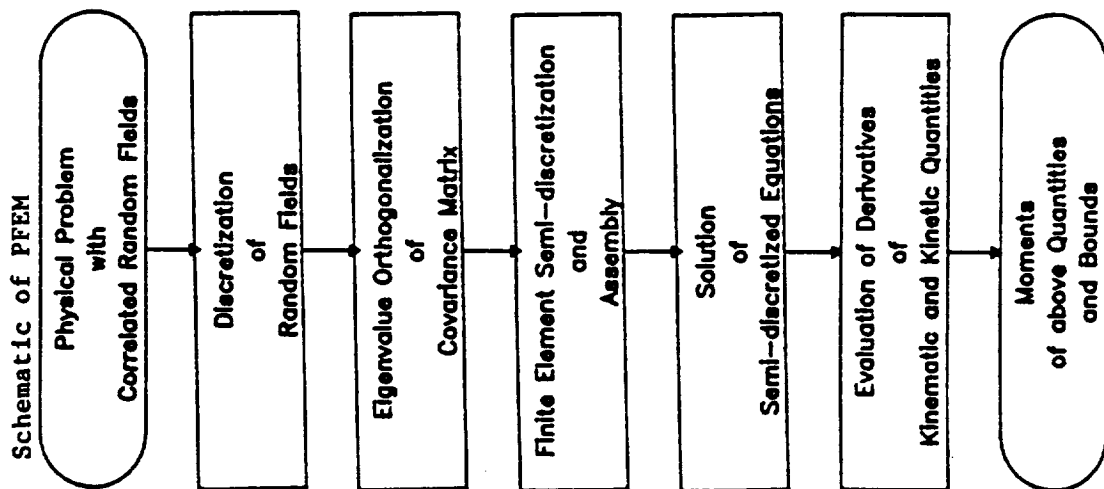 Schematic of PFEM
Physical Problem
with
Correlated Random Fields
Discretization
of
Random Fields
Eigenvalue Orthogonalization
of
Covariance Matrix
Finite Element Semi-discretization
and
Assembly
Solution
of
Semi-discretized Equations
Evaluation of Derivatives
of
Kinematic and Kinetic Quantities
Moments
of above Quantities
and Bounds